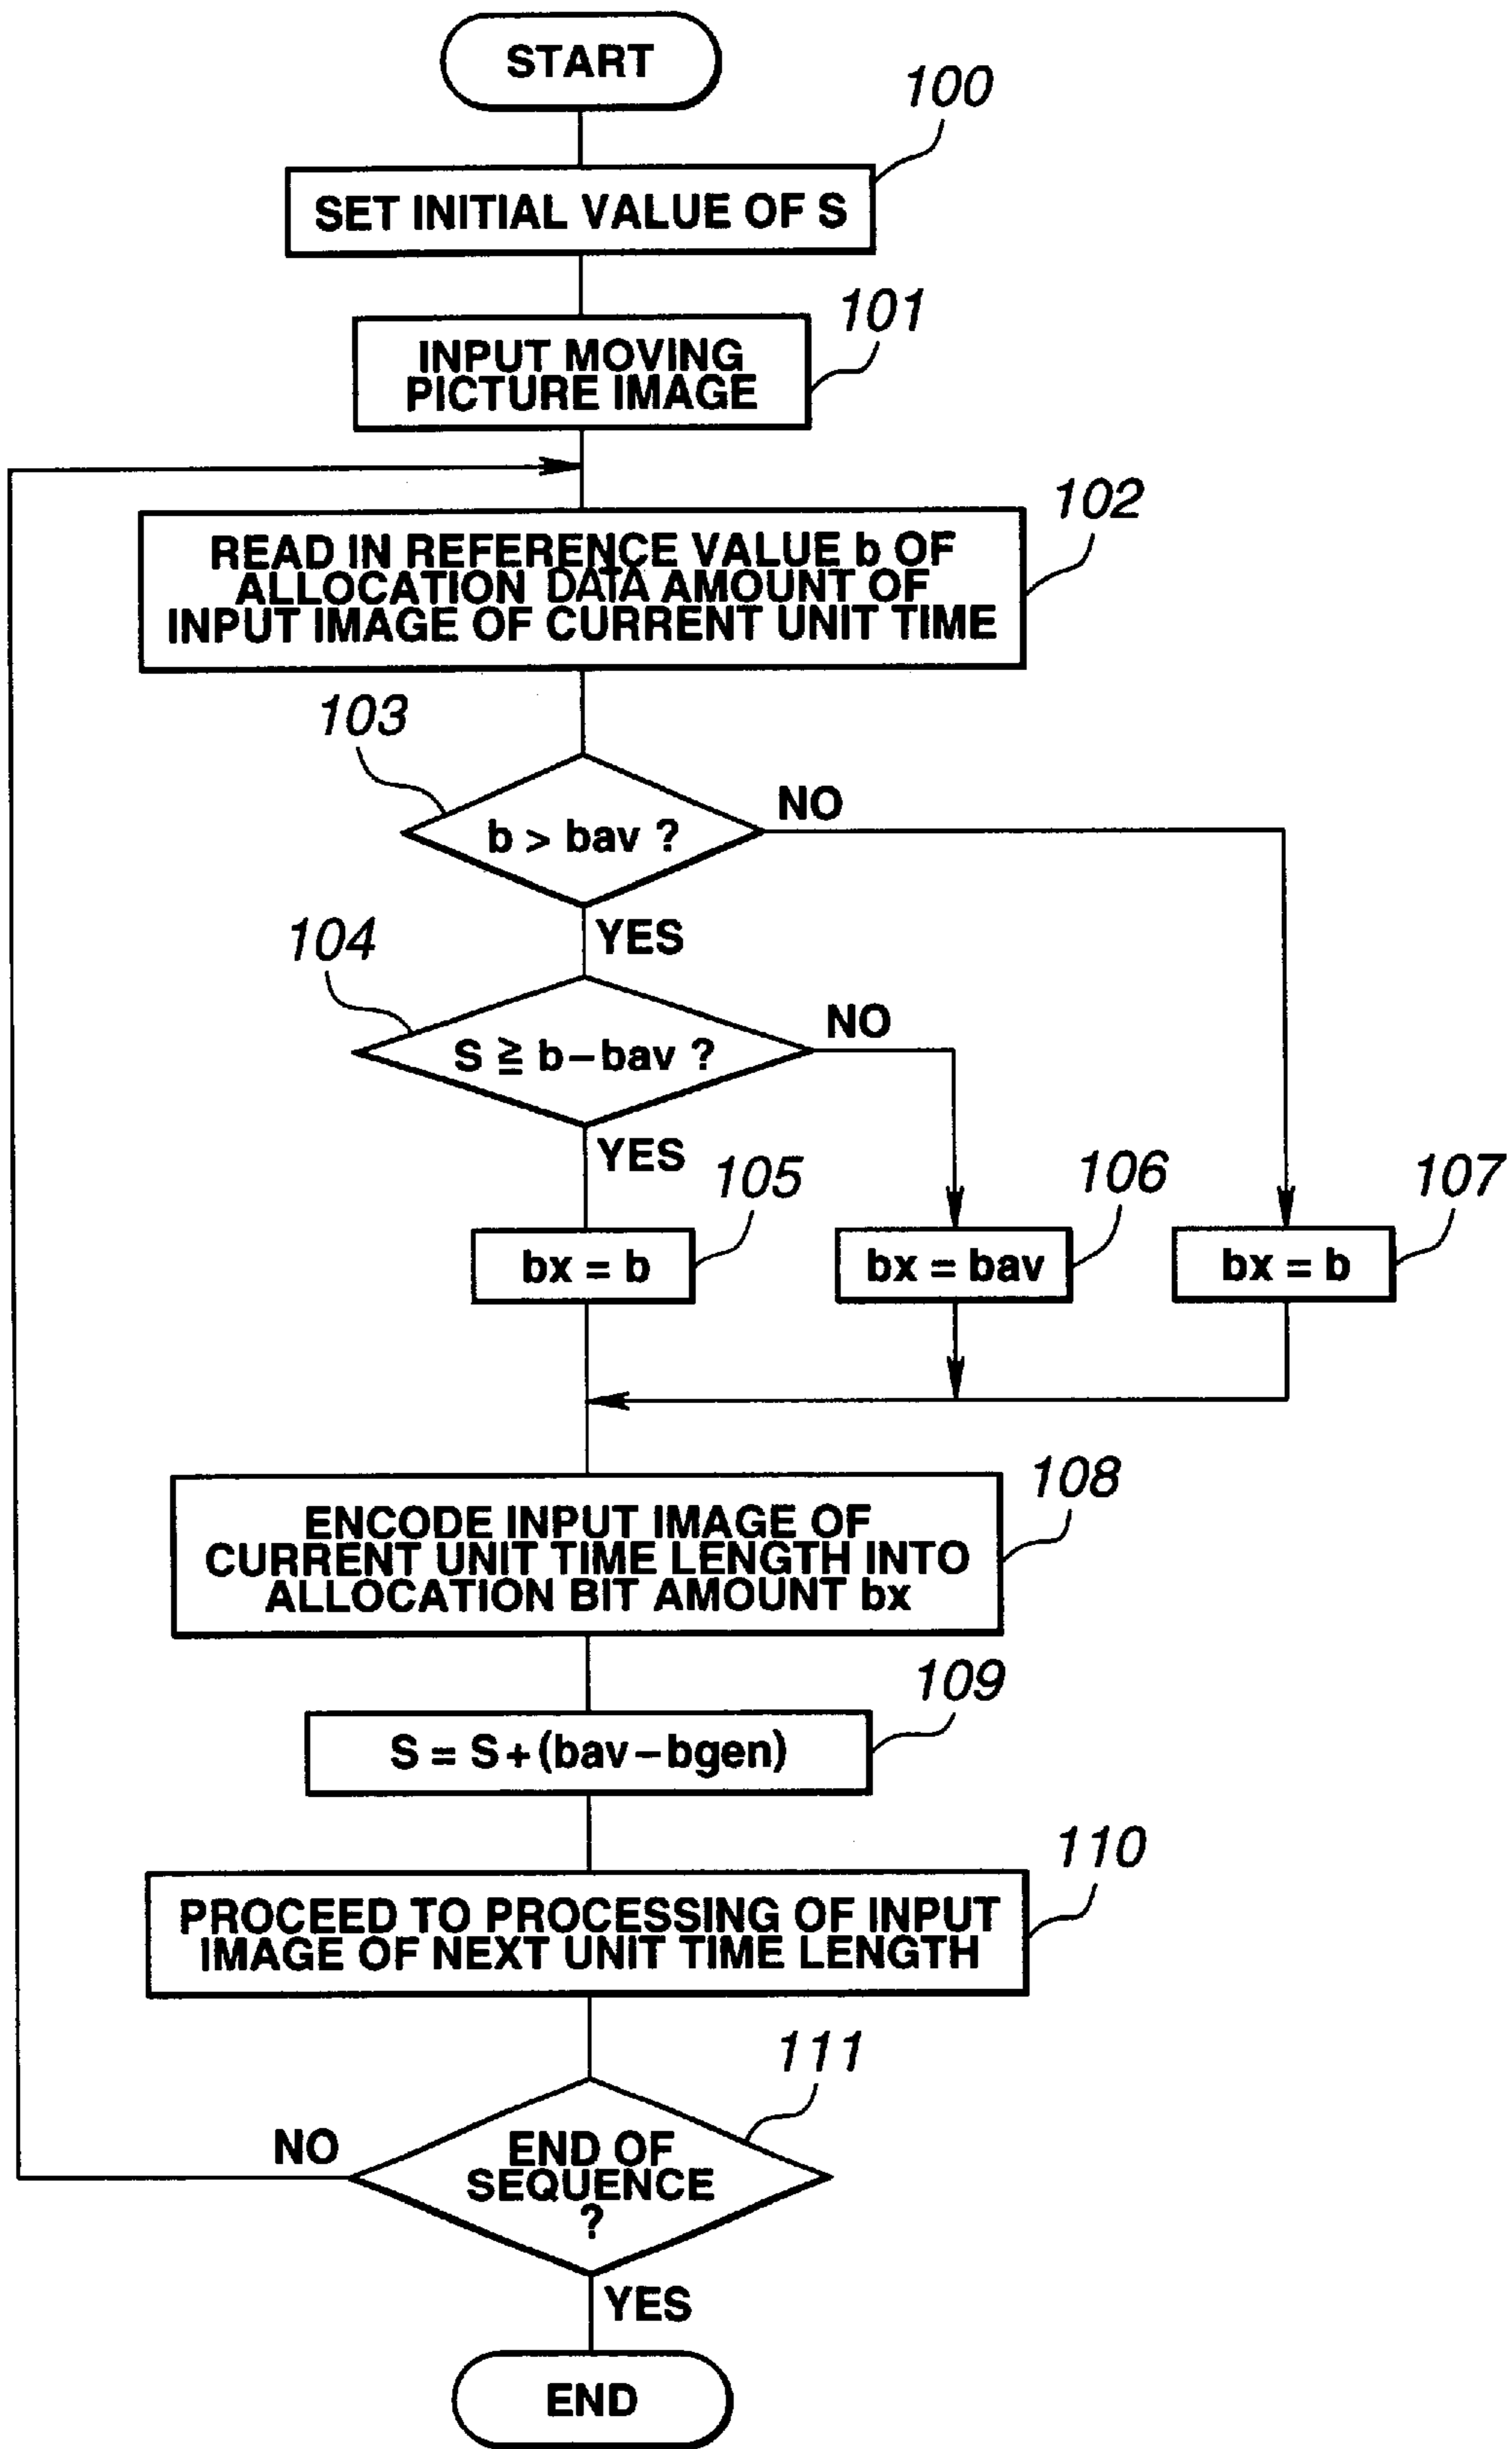 START
100
SET INITIAL VALUE OF S
101
INPUT MOVING
PICTURE IMAGE
102
READ IN REFERENCE VALUE b OF
ALLOCATION DATA AMOUNT OF
INPUT IMAGE OF CURRENT UNIT TIME
103
b > bav ?
NO
YES
104
S ≧ b-bav ?
NO
YES
105
bx = b
106
bx = bav
107
bx = b
108
ENCODE INPUT IMAGE OF
CURRENT UNIT TIME LENGTH INTO
ALLOCATION BIT AMOUNT bx
109
S = S+(bav-bgen)
110
PROCEED TO PROCESSING OF INPUT
IMAGE OF NEXT UNIT TIME LENGTH
111
NO
END OF
SEQUENCE
?
YES
END